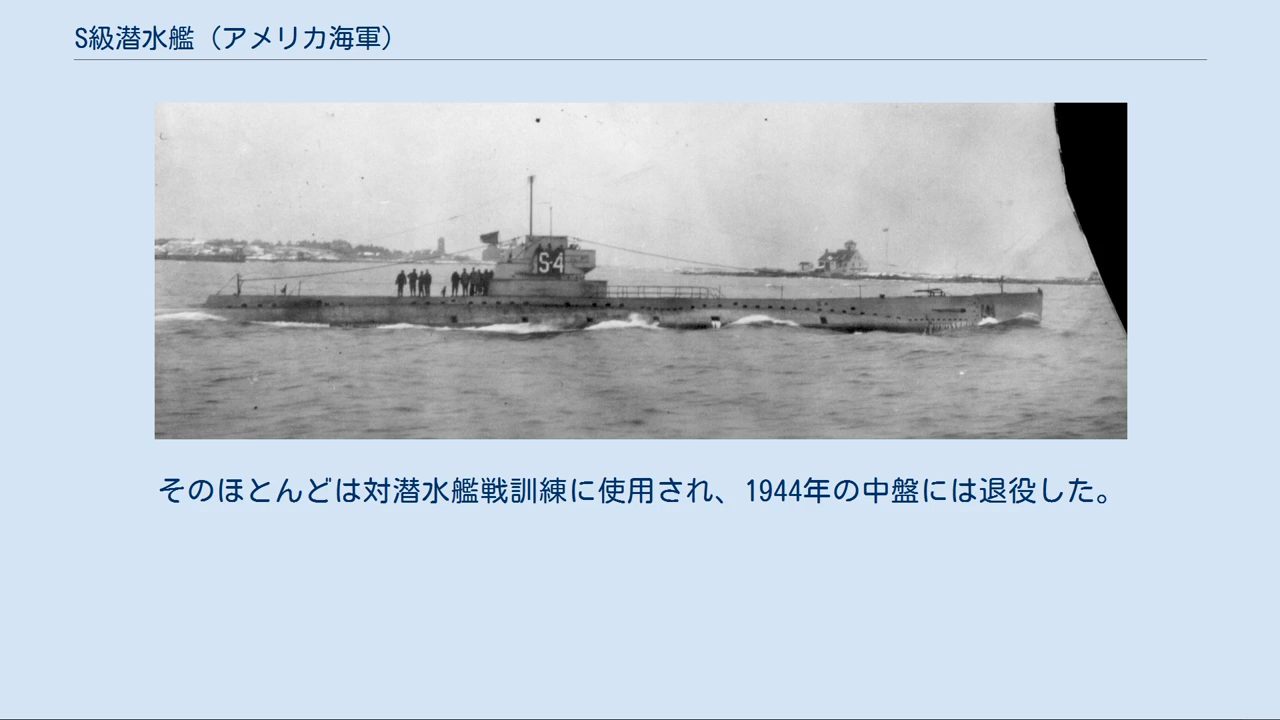 S級潜水艦（アメリカ海軍）
S-4
そのほとんどは対潜水艦戦訓練に使用され、1944年の中盤には退役した。